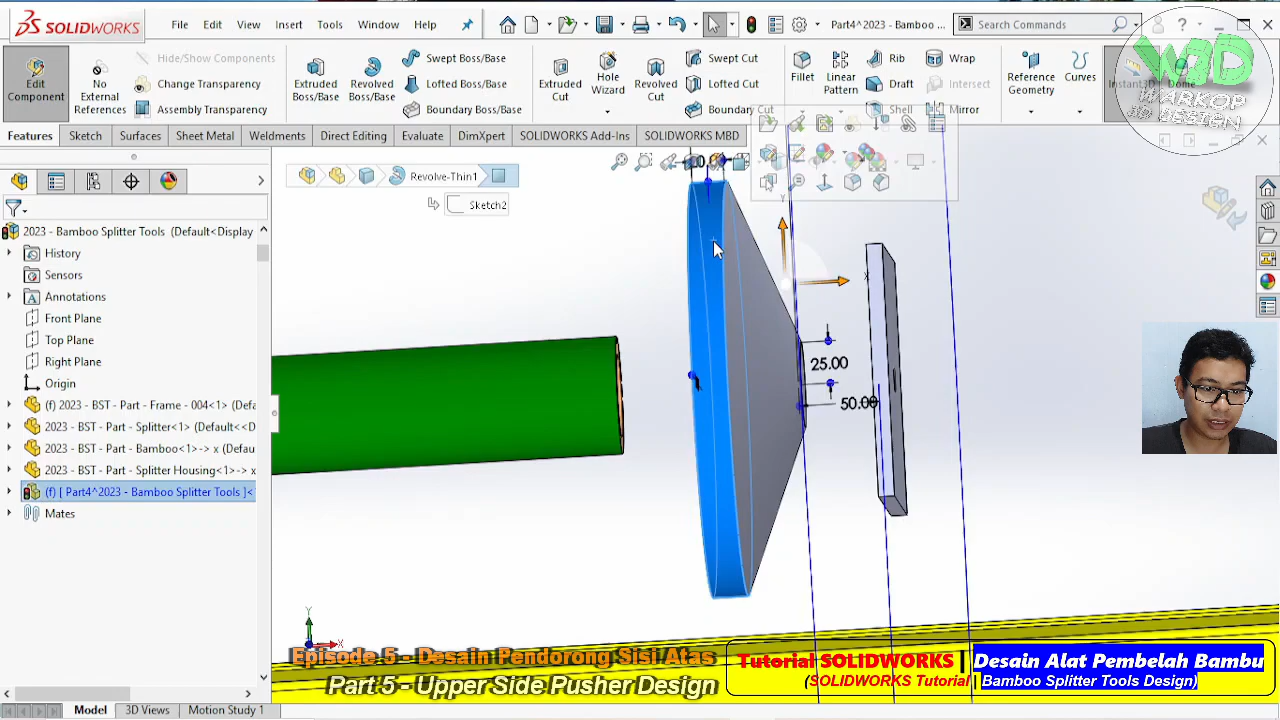 SOLIDWORKS
File
Edit
View
Insert
Tools
Window
Help
Part4^2023 - Bamboo ...
Search Commands
Edit
Component
No
External
References
Hide/Show Components
Change Transparency
Assembly Transparency
Extruded
Boss/Base
Revolved
Boss/Base
Swept Boss/Base
Lofted Boss/Base
Boundary Boss/Base
Extruded
Cut
Hole
Wizard
Revolved
Cut
Swept Cut
Lofted Cut
Boundary Cut
Fillet
Linear
Pattern
Rib
Draft
Shell
Wrap
Intersect
Mirror
Reference
Geometry
Curves
Instant3D
Dome
WARKOP
3D DESIGN
Features
Sketch
Surfaces
Sheet Metal
Weldments
Direct Editing
Evaluate
DimXpert
SOLIDWORKS Add-Ins
SOLIDWORKS MBD
Revolve-Thin1
Sketch2
2023 - Bamboo Splitter Tools (Default<Display
History
Sensors
Annotations
Front Plane
Top Plane
Right Plane
Origin
(f) 2023 - BST - Part - Frame - 004<1> (Defa
2023 - BST - Part - Splitter<1> (Default<<D
2023 - BST - Part - Bamboo<1>-> x (Defau
2023 - BST - Part - Splitter Housing<1>-> x
(f) [ Part4^2023 - Bamboo Splitter Tools ]<
Mates
25.00
50.00
Y
X
Episode 5 - Desain Pendorong Sisi Atas
Part 5 - Upper Side Pusher Design
Tutorial SOLIDWORKS | Desain Alat Pembelah Bambu
(SOLIDWORKS Tutorial | Bamboo Splitter Tools Design)
Model
3D Views
Motion Study 1